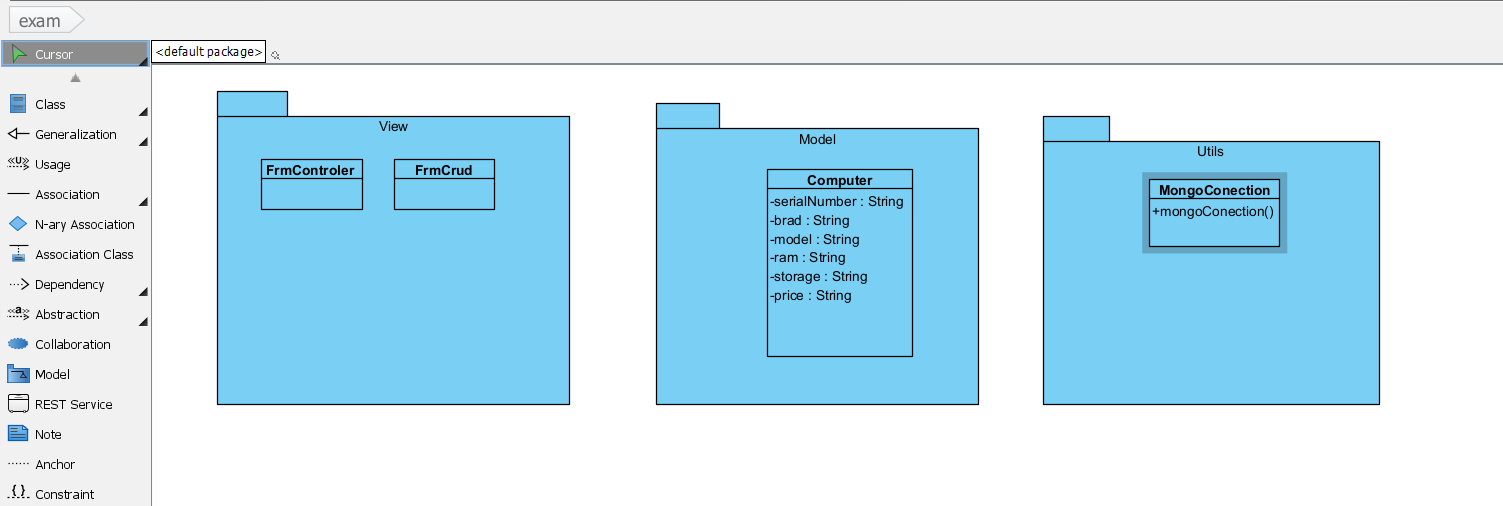 exam
Cursor
<default package>
Class
Generalization
U
Usage
Association
N-ary Association
Association Class
Dependency
a
Abstraction
Collaboration
Model
REST Service
Note
Anchor
{ }
Constraint
View
FrmControler
FrmCrud
Model
Computer
-serialNumber : String
-brad : String
-model : String
-ram : String
-storage : String
-price : String
Utils
MongoConection
+mongoConection()